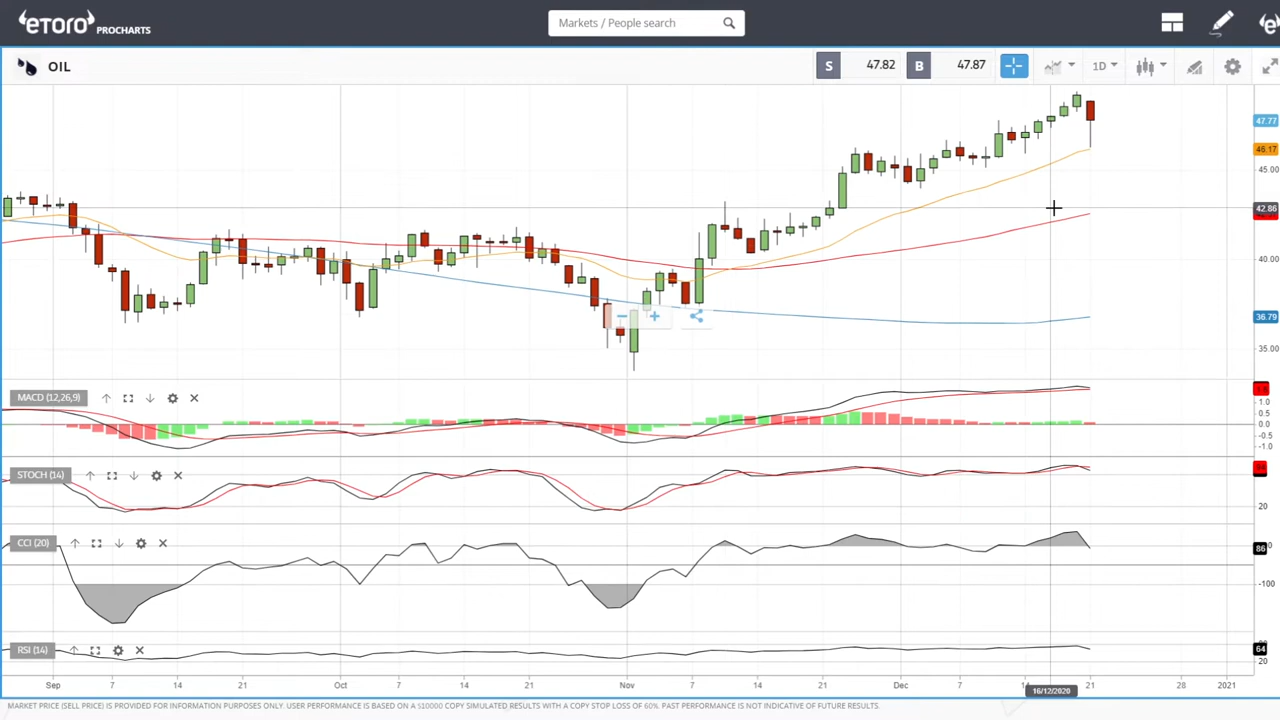 eToro PROCHARTS
Markets / People search
OIL
S 47.82 B 47.87
1D
47.77
46.17
45.00
42.86
40.00
36.79
35.00
MACD (12,26,9)
1.0
0.5
0.0
-0.5
-1.0
STOCH (14)
20
CCI (20)
86
-100
RSI (14)
64
20
Sep 7 14 21 Oct 7 14 21 Nov 7 14 21 Dec 7 14 21 28 2021
16/12/2020
MARKET PRICE (SELL PRICE) IS PROVIDED FOR INFORMATION PURPOSES ONLY. USER PERFORMANCE IS BASED ON A $10000 COPY SIMULATED RESULTS WITH A COPY STOP LOSS OF 60%. PAST PERFORMANCE IS NOT INDICATIVE OF FUTURE RESULTS.